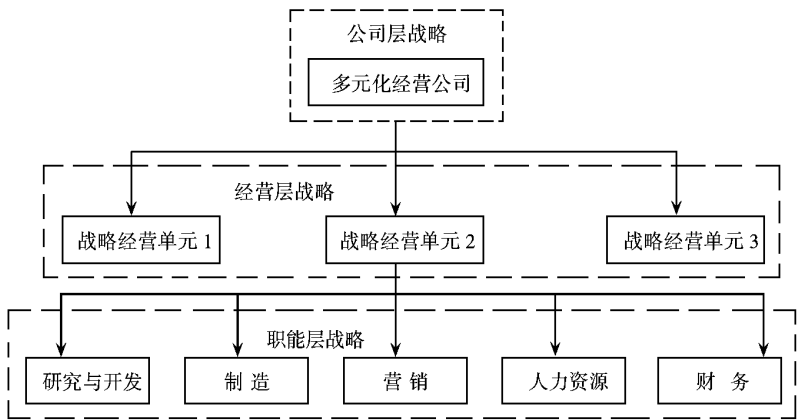 公司层战略
多元化经营公司
经营层战略
战略经营单元 1
战略经营单元 2
战略经营单元 3
职能层战略
研究与开发
制 造
营 销
人力资源
财 务